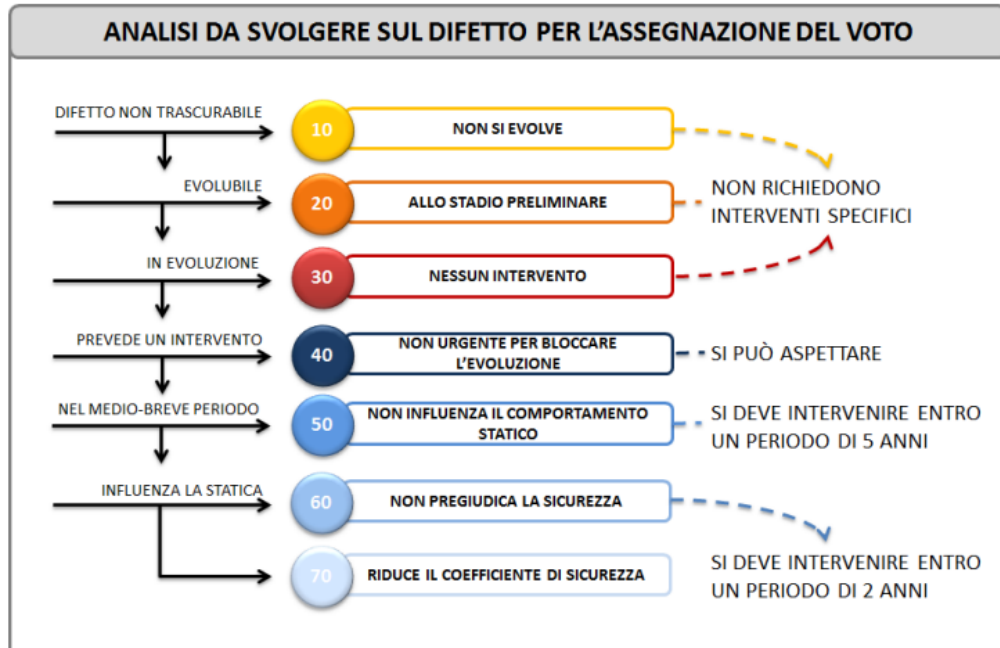 ANALISI DA SVOLGERE SUL DIFETTO PER L'ASSEGNAZIONE DEL VOTO
DIFETTO NON TRASCURABILE
10
NON SI EVOLVE
EVOLUBILE
20
ALLO STADIO PRELIMINARE
NON RICHIEDONO
INTERVENTI SPECIFICI
IN EVOLUZIONE
30
NESSUN INTERVENTO
PREVEDE UN INTERVENTO
40
NON URGENTE PER BLOCCARE
L'EVOLUZIONE
SI PUÒ ASPETTARE
NEL MEDIO-BREVE PERIODO
50
NON INFLUENZA IL COMPORTAMENTO
STATICO
SI DEVE INTERVENIRE ENTRO
UN PERIODO DI 5 ANNI
INFLUENZA LA STATICA
60
NON PREGIUDICA LA SICUREZZA
70
RIDUCE IL COEFFICIENTE DI SICUREZZA
SI DEVE INTERVENIRE ENTRO
UN PERIODO DI 2 ANNI